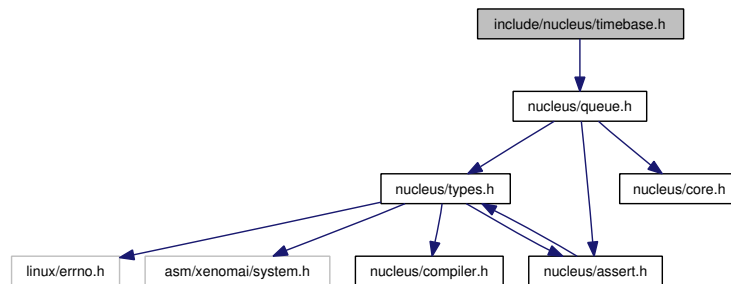 include/nucleus/timebase.h
nucleus/queue.h
nucleus/types.h
nucleus/core.h
linux/errno.h
asm/xenomai/system.h
nucleus/compiler.h
nucleus/assert.h